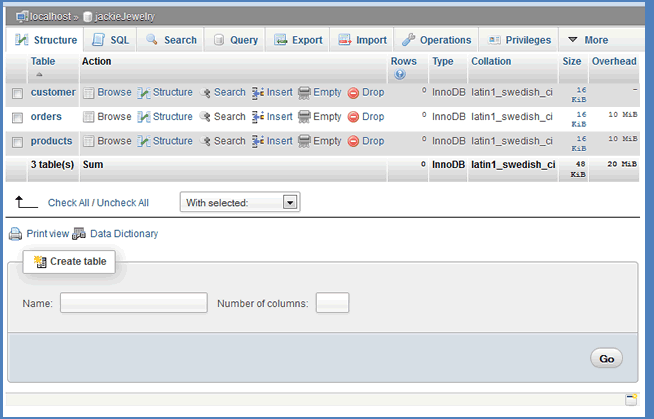 localhost » jackieJewelry
Structure SQL Search Query Export Import Operations Privileges More
Table Action Rows Type Collation Size Overhead
customer Browse Structure Search Insert Empty Drop 0 InnoDB latin1_swedish_ci 16 KiB –
orders Browse Structure Search Insert Empty Drop 0 InnoDB latin1_swedish_ci 16 KiB 10 MiB
products Browse Structure Search Insert Empty Drop 0 InnoDB latin1_swedish_ci 16 KiB 10 MiB
3 table(s) Sum 0 InnoDB latin1_swedish_ci 48 KiB 20 MiB
Check All / Uncheck All With selected:
Print view Data Dictionary
Create table
Name: Number of columns:
Go